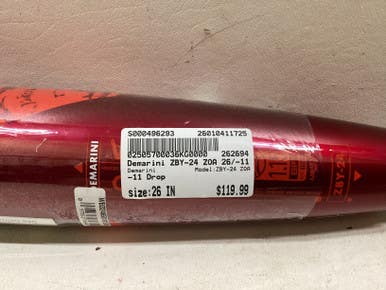 S000496293 26010411725
02505700036KG0000 262694
Demarini ZBY-24 ZOA 26/-11
Demarini Model:ZBY-24 ZOA
-11 Drop
size:26 IN $119.99
DEMARINI
ZBY-24